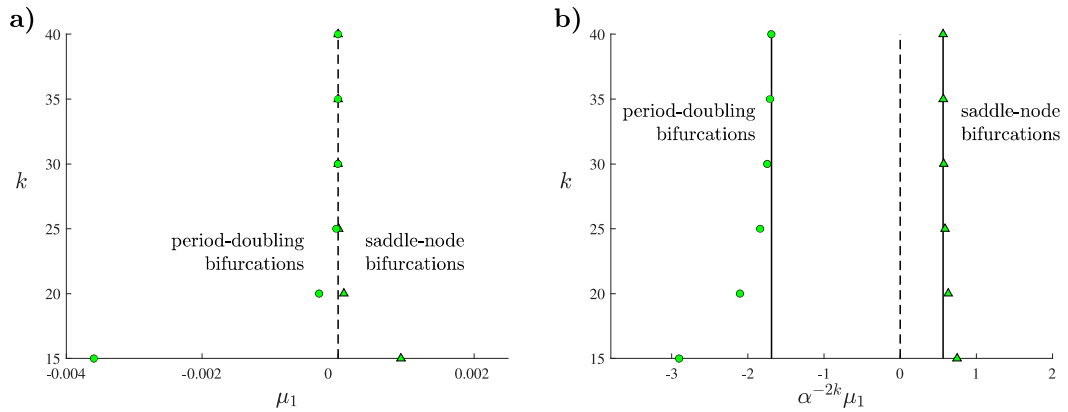 a)
40
35
30
k
25
period-doubling
bifurcations
saddle-node
bifurcations
20
15
-0.004
-0.002
0
0.002
μ₁
b)
40
35
period-doubling
bifurcations
saddle-node
bifurcations
30
k
25
20
15
-3
-2
-1
0
1
2
α⁻²ᵏμ₁